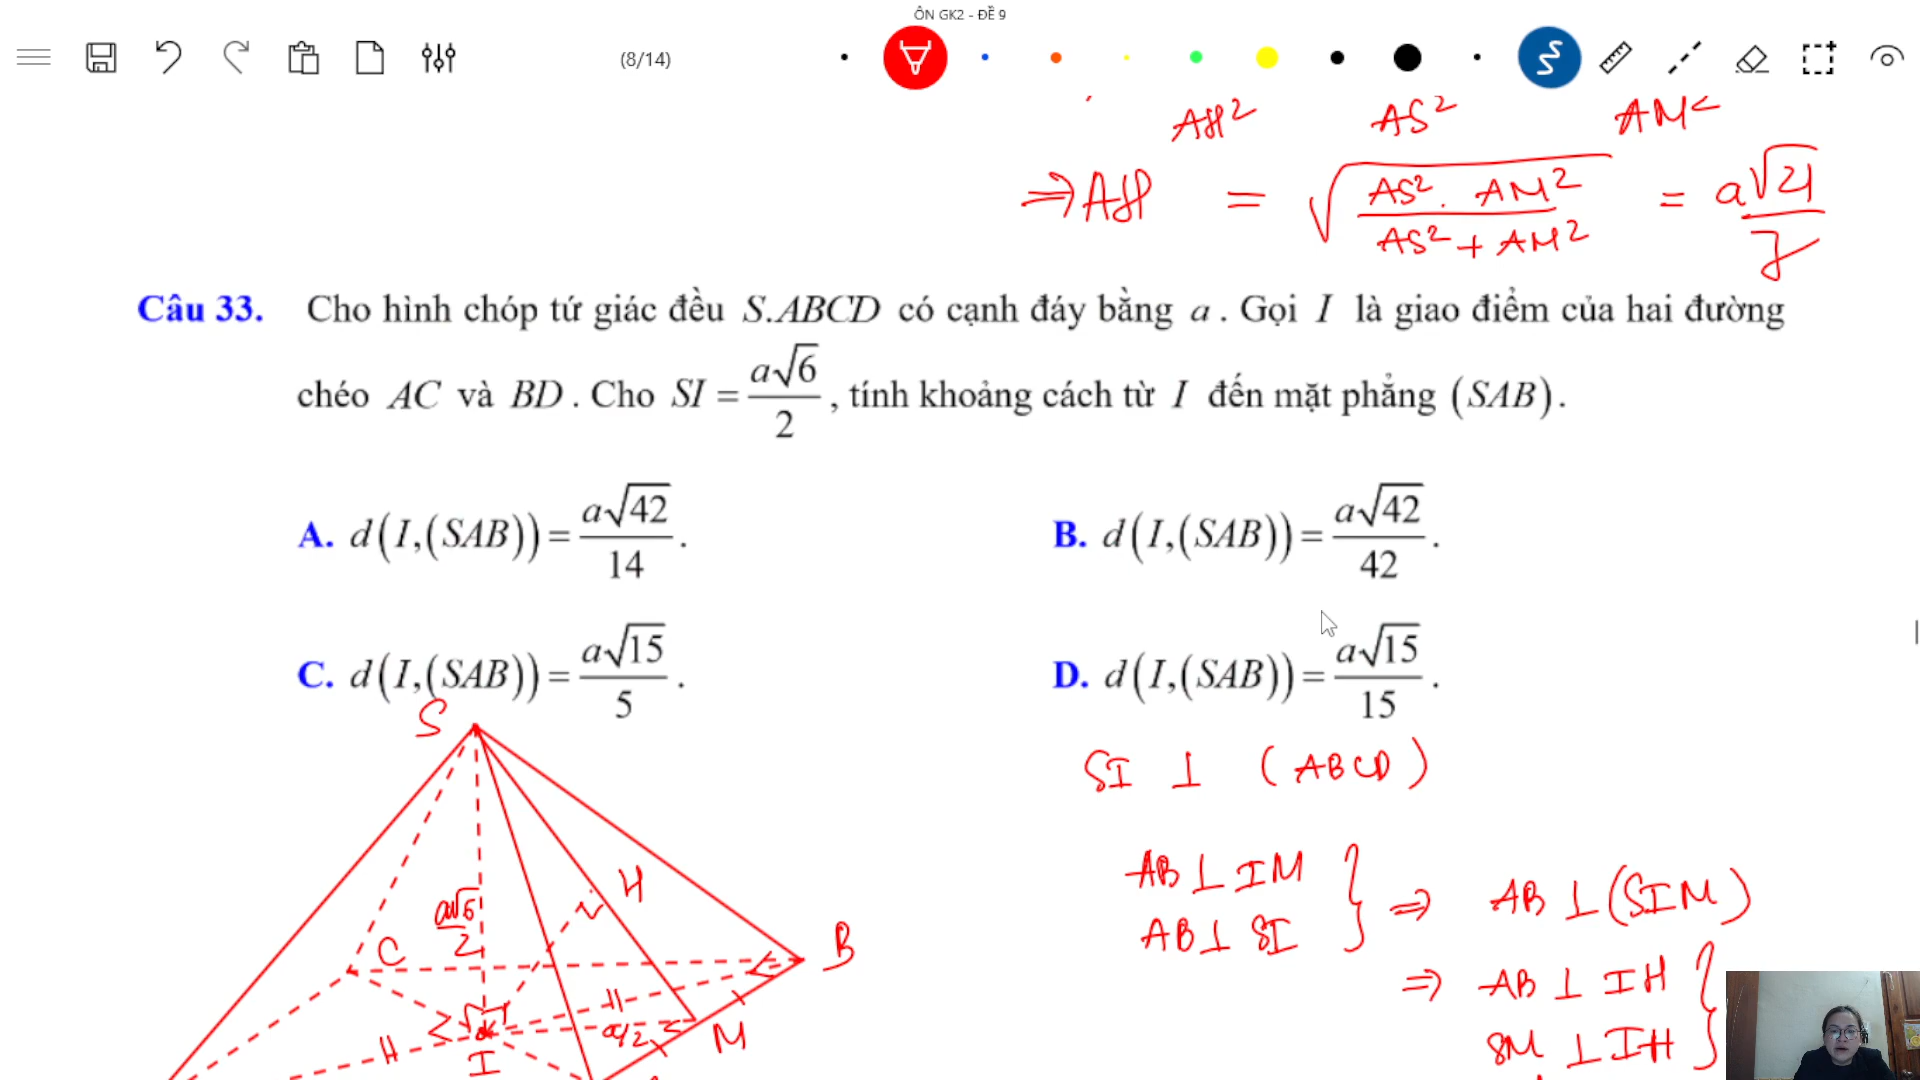 ÔN GK2 - ĐỀ 9
(8/14)
AH² AS² AM²
⇒ AH = √(AS² . AM² / AS² + AM²) = a√21 / 7
Câu 33. Cho hình chóp tứ giác đều S.ABCD có cạnh đáy bằng a. Gọi I là giao điểm của hai đường
chéo AC và BD. Cho SI = a√6/2, tính khoảng cách từ I đến mặt phẳng (SAB).
A. d(I,(SAB)) = a√42/14.
B. d(I,(SAB)) = a√42/42.
C. d(I,(SAB)) = a√15/5.
D. d(I,(SAB)) = a√15/15.
S
SI ⊥ (ABCD)
H
AB ⊥ IM
AB ⊥ SI
⇒ AB ⊥ (SIM)
a√6/2
C
B
⇒ AB ⊥ IH
SM ⊥ IH
a/2
M
I